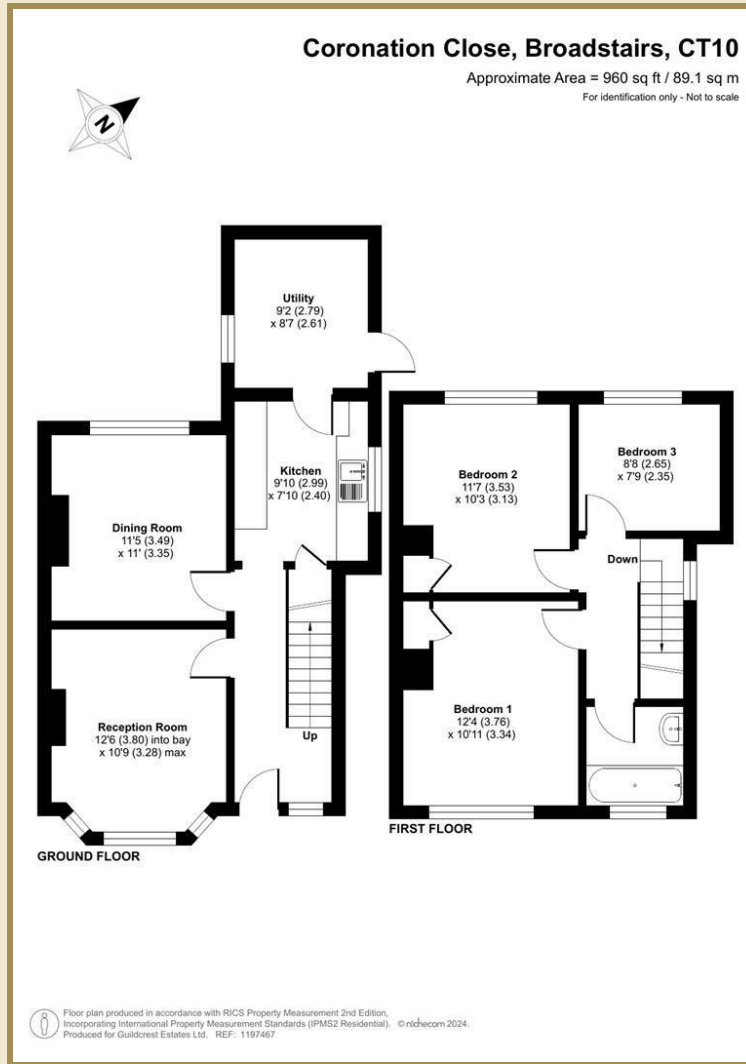 Coronation Close, Broadstairs, CT10
Approximate Area = 960 sq ft / 89.1 sq m
For identification only - Not to scale
N
Utility
9'2 (2.79)
x 8'7 (2.61)
Kitchen
9'10 (2.99)
x 7'10 (2.40)
Dining Room
11'5 (3.49)
x 11' (3.35)
Reception Room
12'6 (3.80) into bay
x 10'9 (3.28) max
Up
GROUND FLOOR
Bedroom 2
11'7 (3.53)
x 10'3 (3.13)
Bedroom 3
8'8 (2.65)
x 7'9 (2.35)
Down
Bedroom 1
12'4 (3.76)
x 10'11 (3.34)
FIRST FLOOR
Floor plan produced in accordance with RICS Property Measurement 2nd Edition,
Incorporating International Property Measurement Standards (IPMS2 Residential). © nichecom 2024.
Produced for Guildcrest Estates Ltd. REF: 1197467